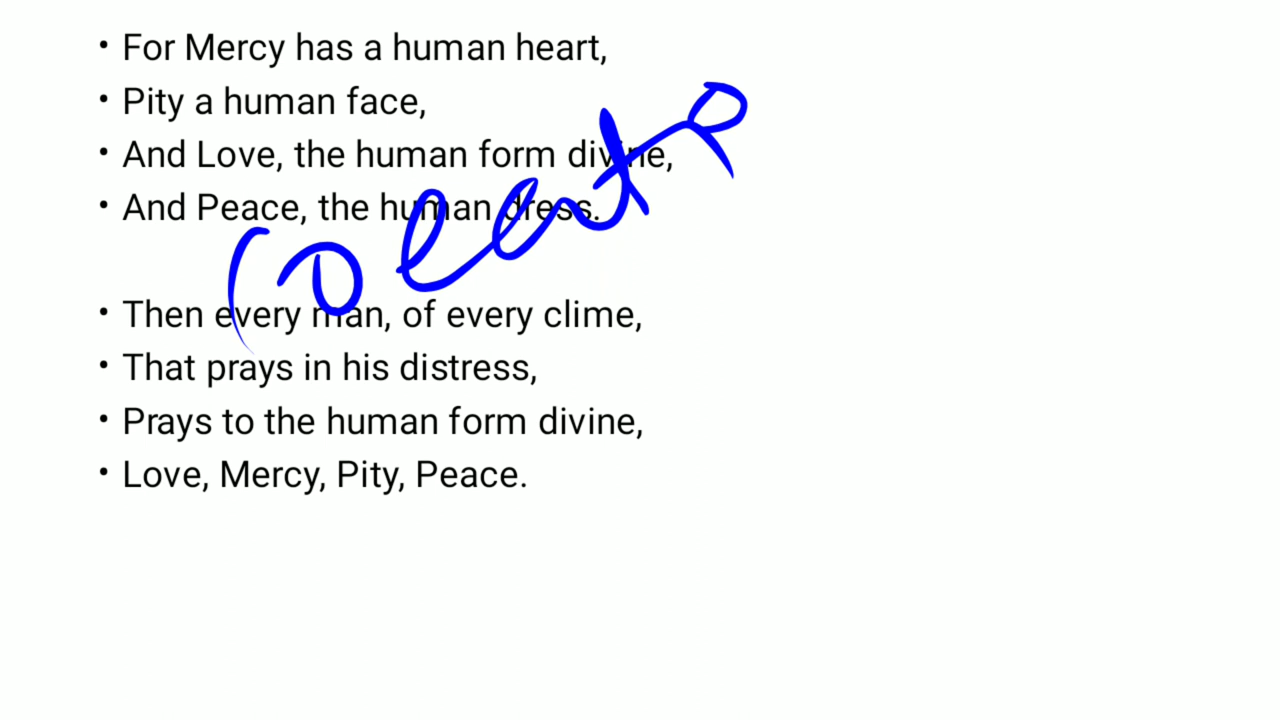 • For Mercy has a human heart,
• Pity a human face,
• And Love, the human form divine,
• And Peace, the human dress.
• Then every man, of every clime,
• That prays in his distress,
• Prays to the human form divine,
• Love, Mercy, Pity, Peace.